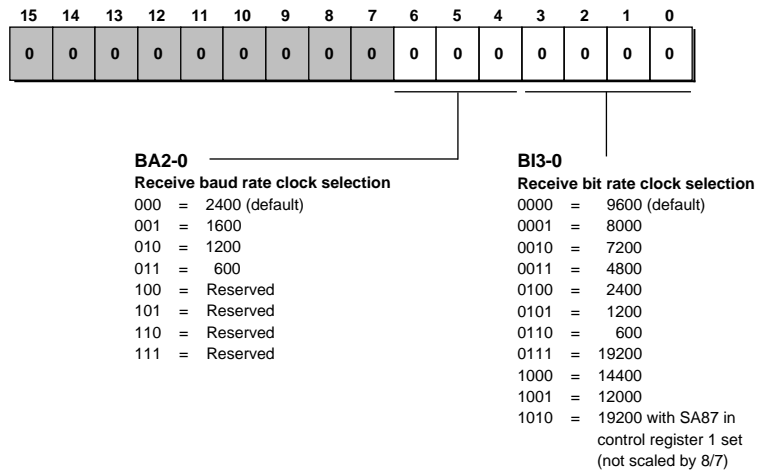 15 14 13 12 11 10 9 8 7 6 5 4 3 2 1 0
0 0 0 0 0 0 0 0 0 0 0 0 0 0 0 0
BA2-0
Receive baud rate clock selection
000 = 2400 (default)
001 = 1600
010 = 1200
011 = 600
100 = Reserved
101 = Reserved
110 = Reserved
111 = Reserved
BI3-0
Receive bit rate clock selection
0000 = 9600 (default)
0001 = 8000
0010 = 7200
0011 = 4800
0100 = 2400
0101 = 1200
0110 = 600
0111 = 19200
1000 = 14400
1001 = 12000
1010 = 19200 with SA87 in
control register 1 set
(not scaled by 8/7)